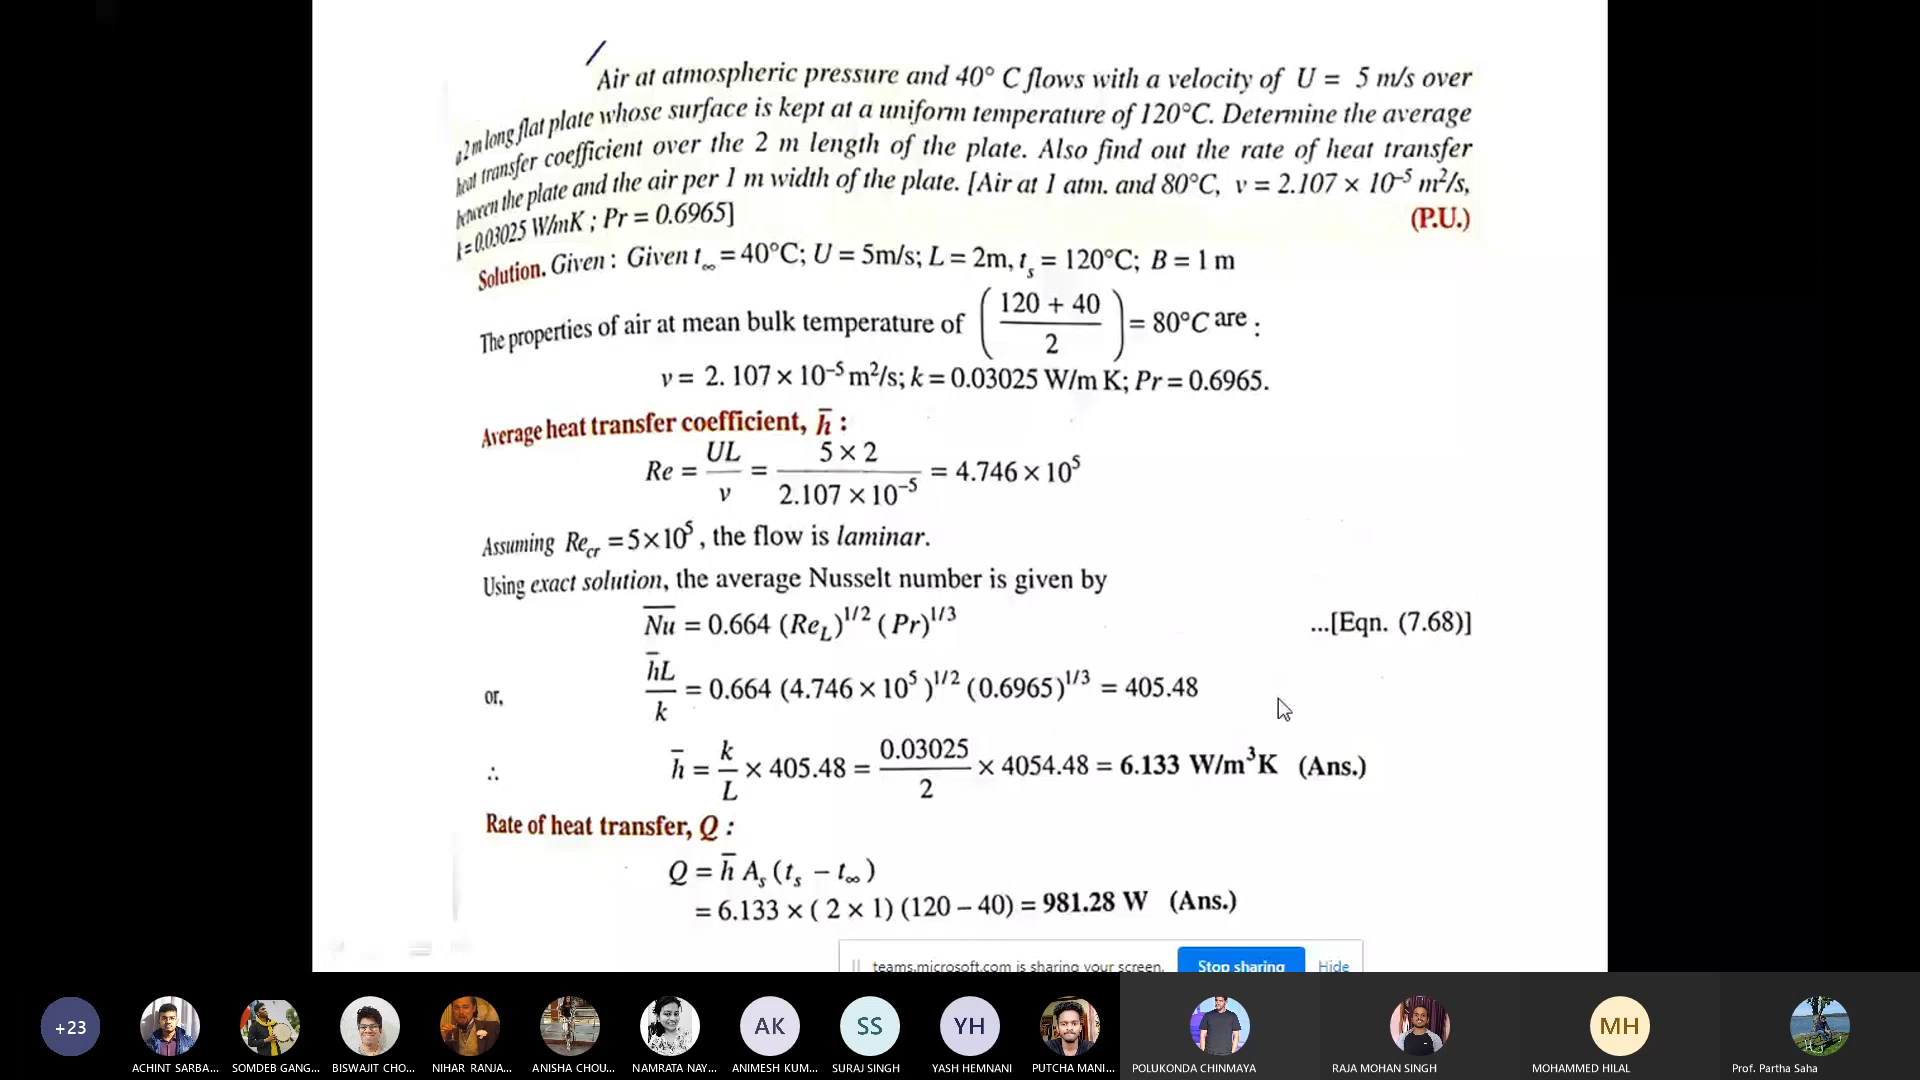 Air at atmospheric pressure and 40° C flows with a velocity of U = 5 m/s over
a 2 m long flat plate whose surface is kept at a uniform temperature of 120°C. Determine the average
heat transfer coefficient over the 2 m length of the plate. Also find out the rate of heat transfer
between the plate and the air per 1 m width of the plate. [Air at 1 atm. and 80°C, ν = 2.107 × 10⁻⁵ m²/s,
k = 0.03025 W/mK ; Pr = 0.6965]
(P.U.)
Solution. Given : Given t∞ = 40°C; U = 5m/s; L = 2m, tₛ = 120°C; B = 1 m
The properties of air at mean bulk temperature of (120 + 40 / 2) = 80°C are :
ν = 2. 107 × 10⁻⁵ m²/s; k = 0.03025 W/m K; Pr = 0.6965.
Average heat transfer coefficient, h̄ :
Re = UL/ν = 5 × 2 / 2.107 × 10⁻⁵ = 4.746 × 10⁵
Assuming Re_cr = 5×10⁵ , the flow is laminar.
Using exact solution, the average Nusselt number is given by
N̅u̅ = 0.664 (Re_L)^1/2 (Pr)^1/3 ...[Eqn. (7.68)]
or, h̄L/k = 0.664 (4.746 × 10⁵ )^1/2 (0.6965)^1/3 = 405.48
∴ h̄ = k/L × 405.48 = 0.03025/2 × 4054.48 = 6.133 W/m³K (Ans.)
Rate of heat transfer, Q :
Q = h̄ Aₛ (tₛ – t∞)
= 6.133 × ( 2 × 1) (120 – 40) = 981.28 W (Ans.)
teams.microsoft.com is sharing your screen. Stop sharing Hide
+23
AK SS YH MH
ACHINT SARBA... SOMDEB GANG... BISWAJIT CHO... NIHAR RANJA... ANISHA CHOU... NAMRATA NAY... ANIMESH KUM... SURAJ SINGH YASH HEMNANI PUTCHA MANI... POLUKONDA CHINMAYA RAJA MOHAN SINGH MOHAMMED HILAL Prof. Partha Saha